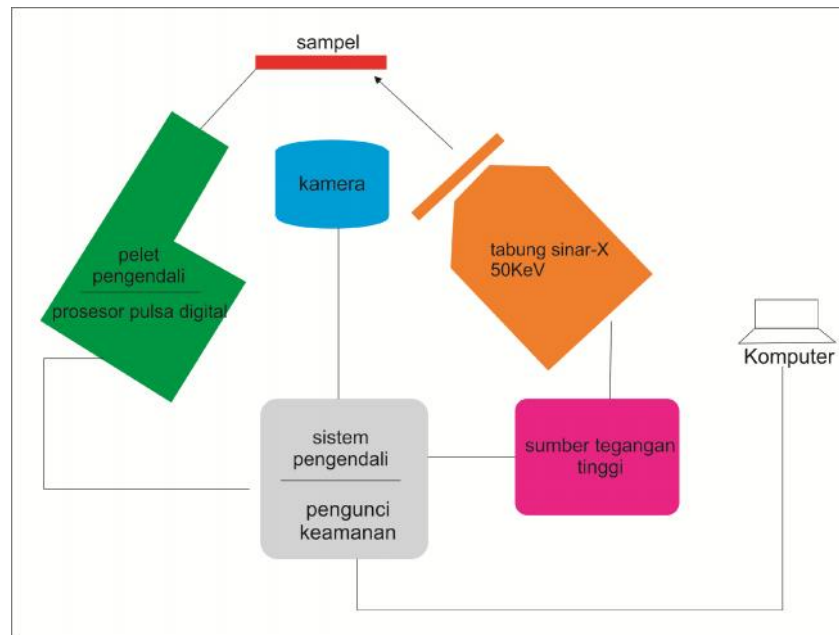 sampel
kamera
tabung sinar-X
50KeV
pelet
pengendali
prosesor pulsa digital
Komputer
sistem
pengendali
pengunci
keamanan
sumber tegangan
tinggi